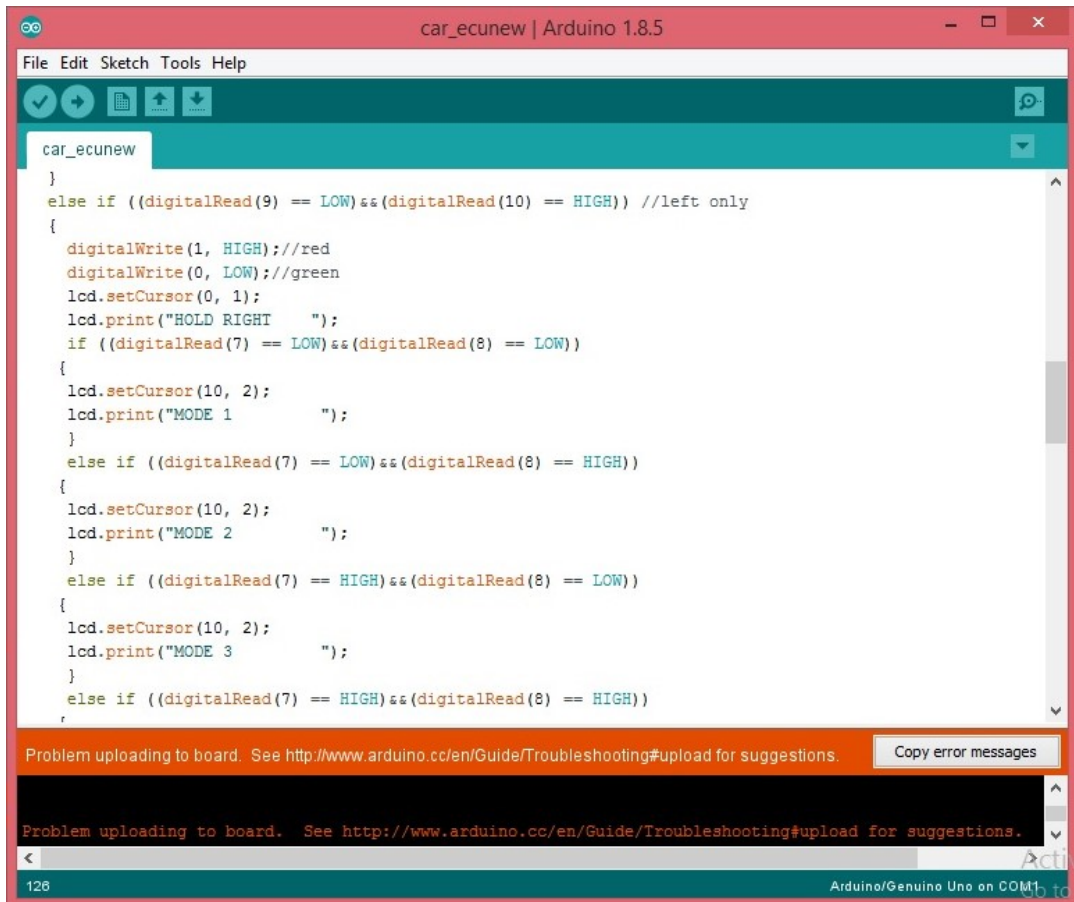 car_ecunew | Arduino 1.8.5
File Edit Sketch Tools Help
car_ecunew
}
else if ((digitalRead(9) == LOW)&&(digitalRead(10) == HIGH)) //left only
{
digitalWrite(1, HIGH);//red
digitalWrite(0, LOW);//green
lcd.setCursor(0, 1);
lcd.print("HOLD RIGHT    ");
if ((digitalRead(7) == LOW)&&(digitalRead(8) == LOW))
{
lcd.setCursor(10, 2);
lcd.print("MODE 1          ");
}
else if ((digitalRead(7) == LOW)&&(digitalRead(8) == HIGH))
{
lcd.setCursor(10, 2);
lcd.print("MODE 2          ");
}
else if ((digitalRead(7) == HIGH)&&(digitalRead(8) == LOW))
{
lcd.setCursor(10, 2);
lcd.print("MODE 3          ");
}
else if ((digitalRead(7) == HIGH)&&(digitalRead(8) == HIGH))
{
Problem uploading to board.  See http://www.arduino.cc/en/Guide/Troubleshooting#upload for suggestions.
Copy error messages
Problem uploading to board.  See http://www.arduino.cc/en/Guide/Troubleshooting#upload for suggestions.
126
Arduino/Genuino Uno on COM1
Go to